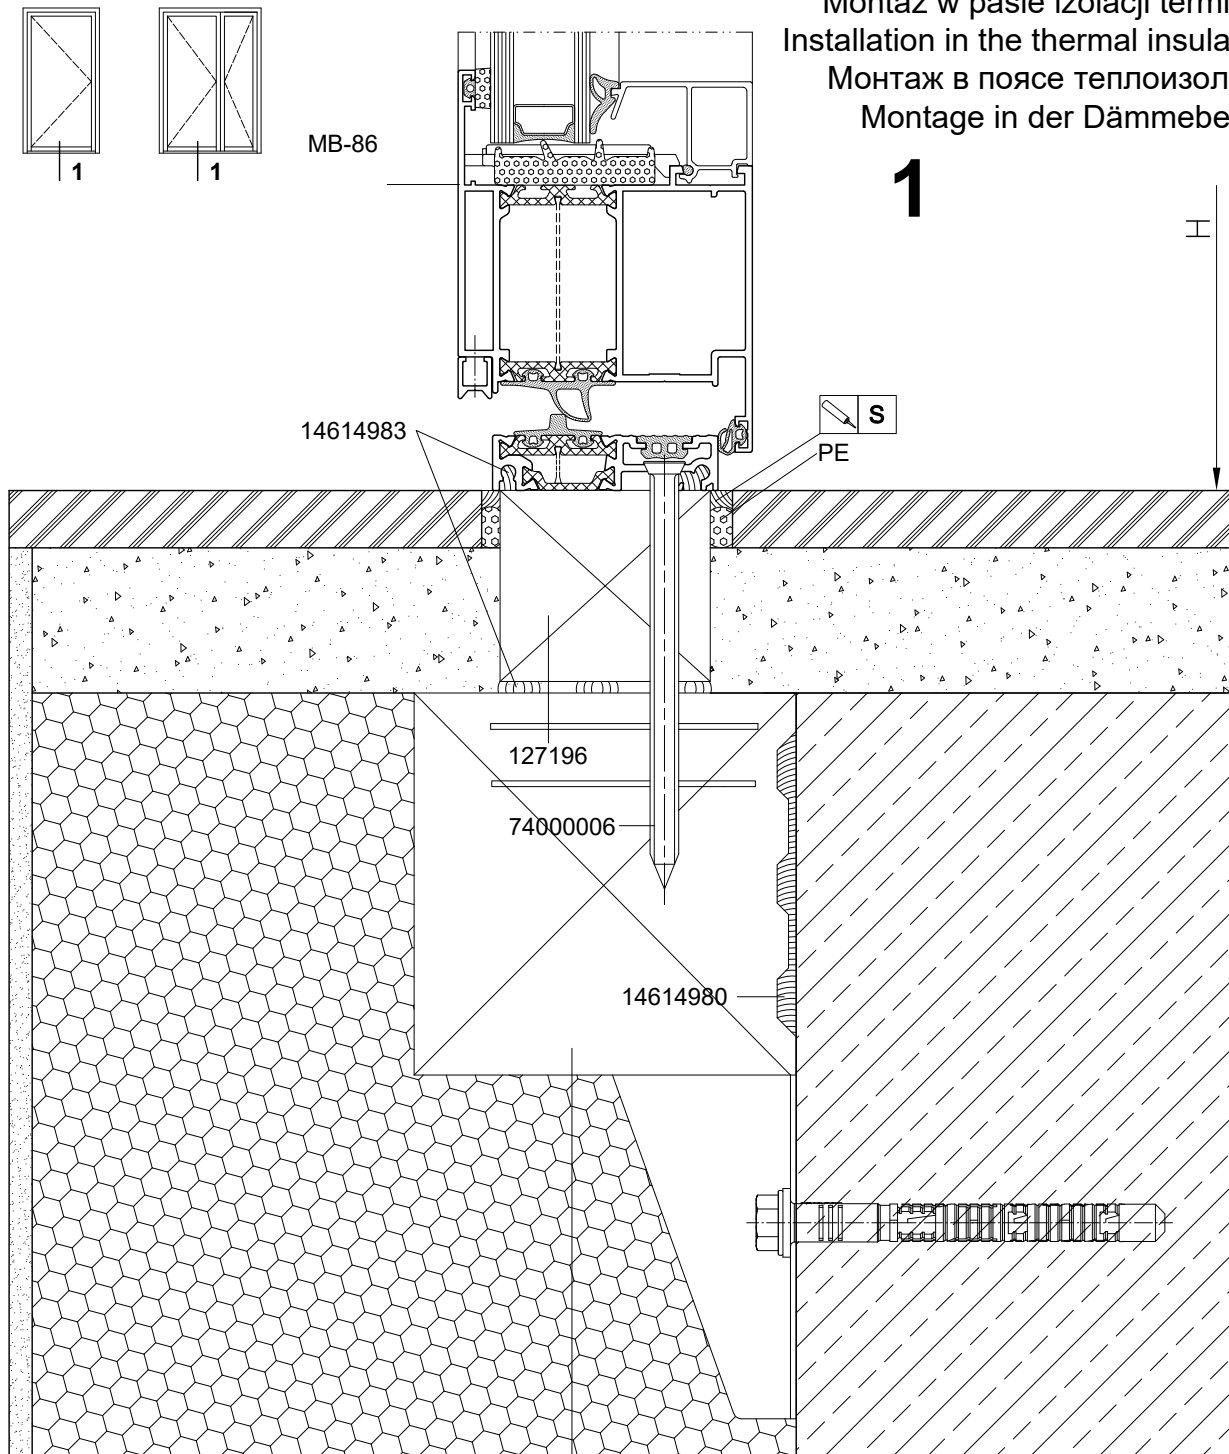 Montaż w pasie izolacji termi
Installation in the thermal insula
Монтаж в поясе теплоизол
Montage in der Dämmebe
1
MB-86
1
1
H
14614983
S
PE
127196
74000006
14614980